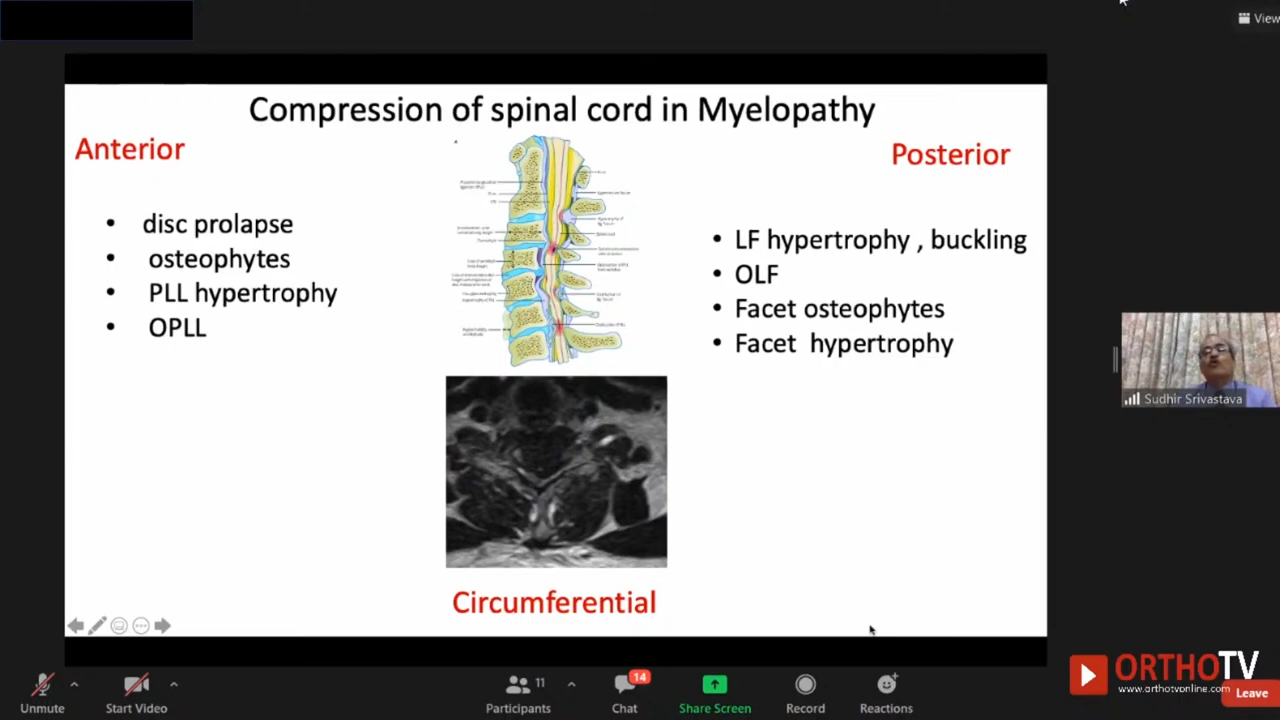 View
Compression of spinal cord in Myelopathy
Anterior
Posterior
• disc prolapse
• osteophytes
• PLL hypertrophy
• OPLL
• LF hypertrophy , buckling
• OLF
• Facet osteophytes
• Facet hypertrophy
Circumferential
Sudhir Srivastava
ORTHOTV
www.orthotvonline.com
Unmute
Start Video
11
Participants
14
Chat
Share Screen
Record
Reactions
Leave